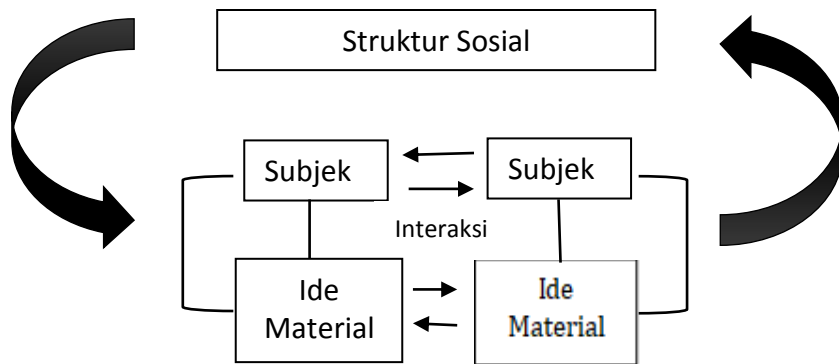 Struktur Sosial
Subjek
Subjek
Interaksi
Ide
Material
Ide
Material